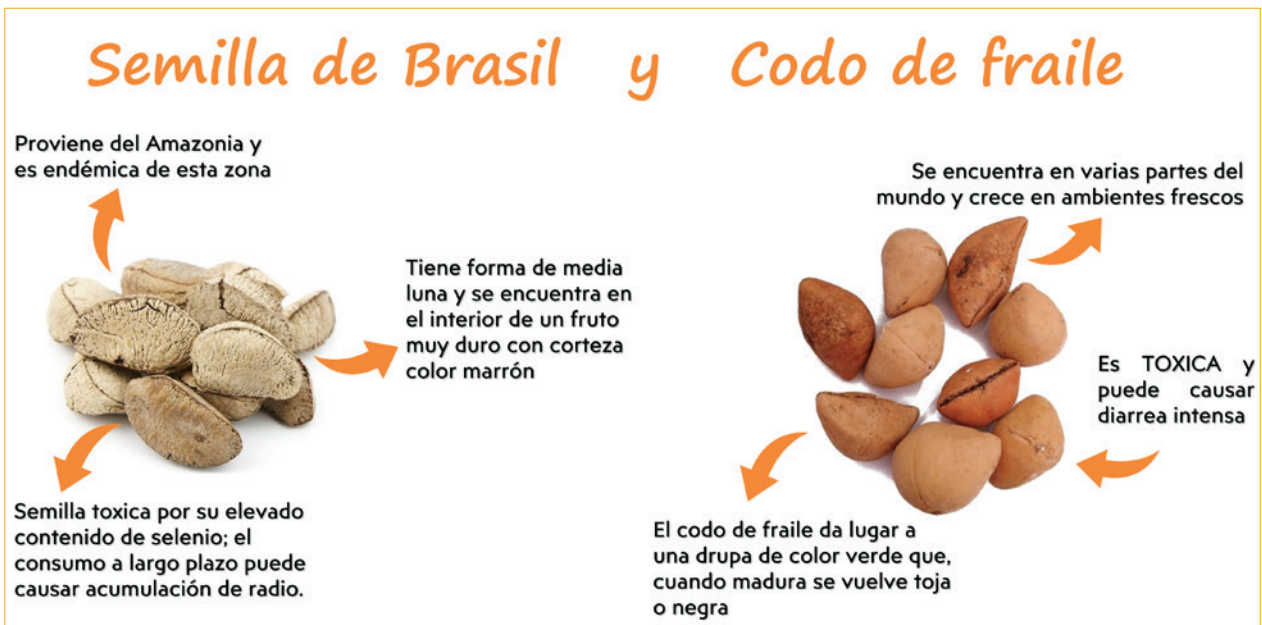 Semilla de Brasil y Codo de fraile
Proviene del Amazonia y
es endémica de esta zona
Tiene forma de media
luna y se encuentra en
el interior de un fruto
muy duro con corteza
color marrón
Semilla toxica por su elevado
contenido de selenio; el
consumo a largo plazo puede
causar acumulación de radio.
Se encuentra en varias partes del
mundo y crece en ambientes frescos
Es TOXICA y
puede causar
diarrea intensa
El codo de fraile da lugar a
una drupa de color verde que,
cuando madura se vuelve toja
o negra